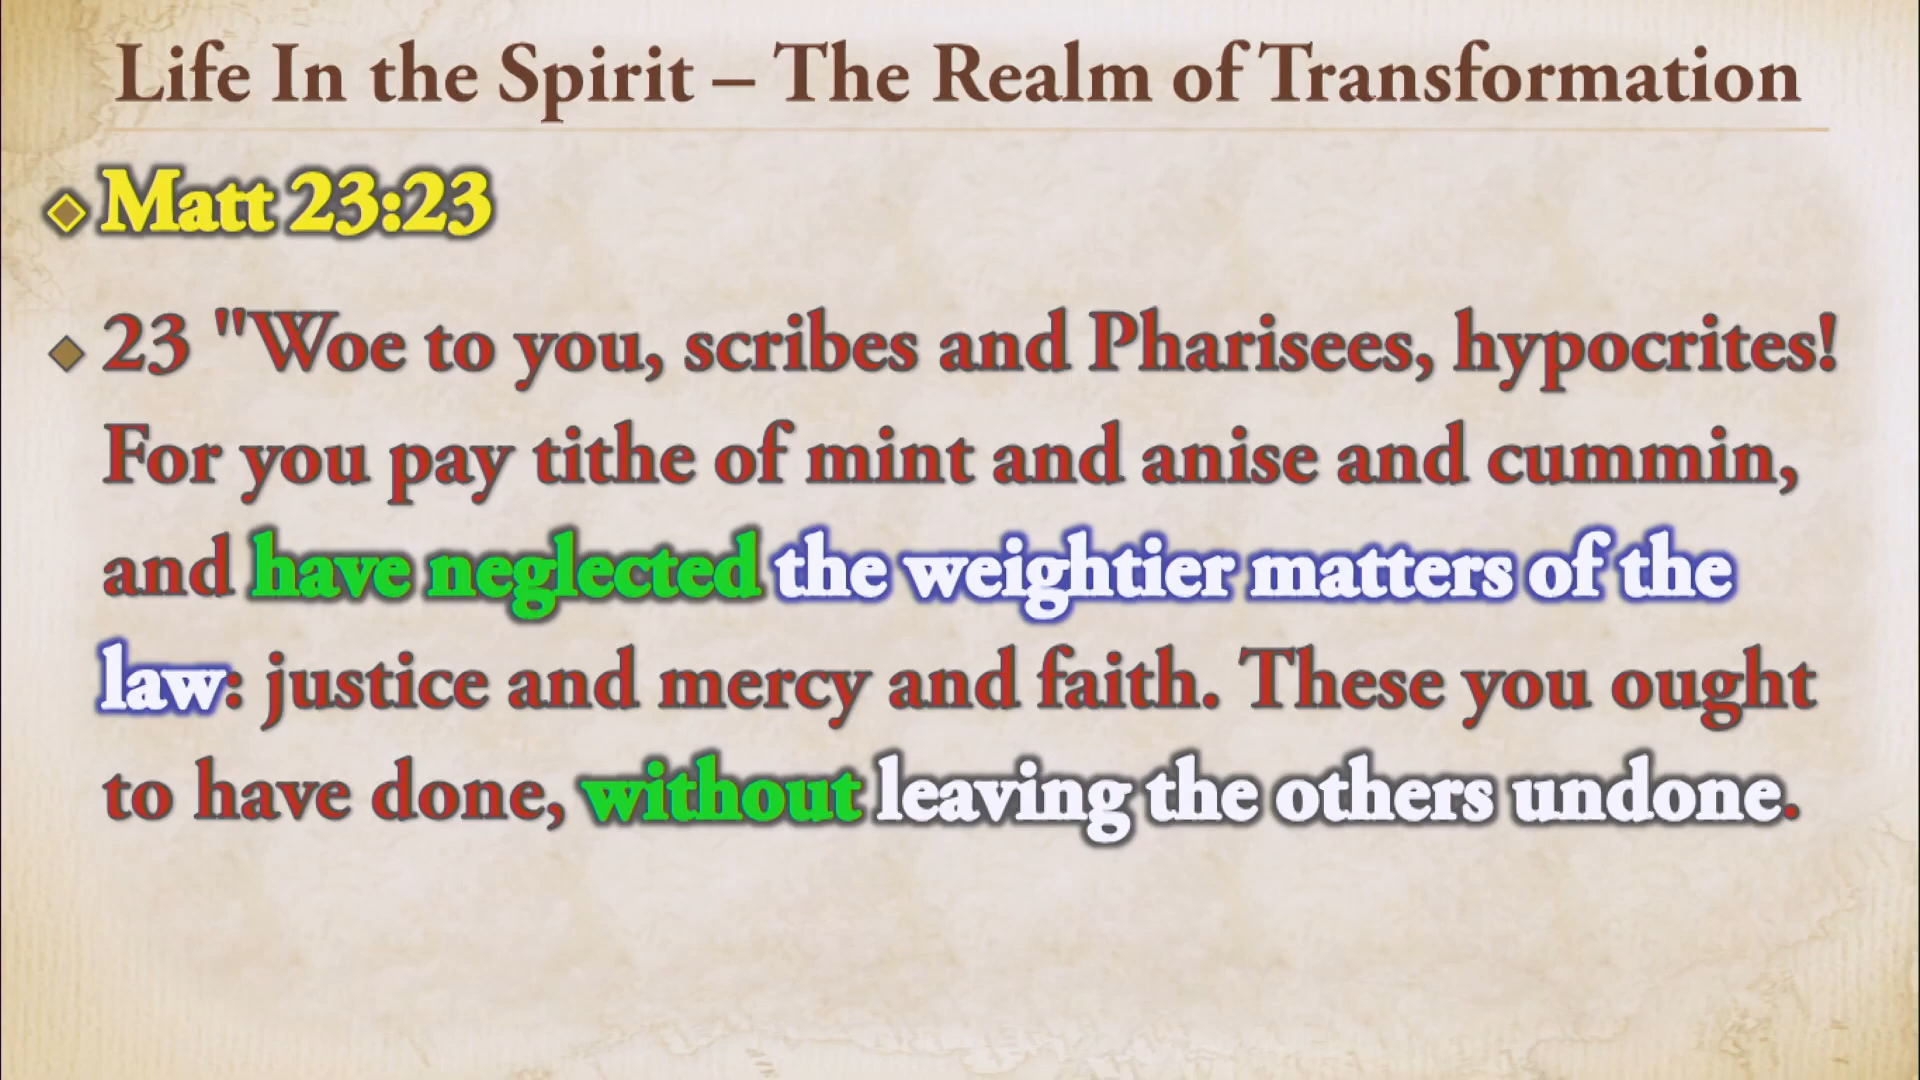 Life In the Spirit – The Realm of Transformation
Matt 23:23
23 "Woe to you, scribes and Pharisees, hypocrites!
For you pay tithe of mint and anise and cummin,
and have neglected the weightier matters of the
law: justice and mercy and faith. These you ought
to have done, without leaving the others undone.